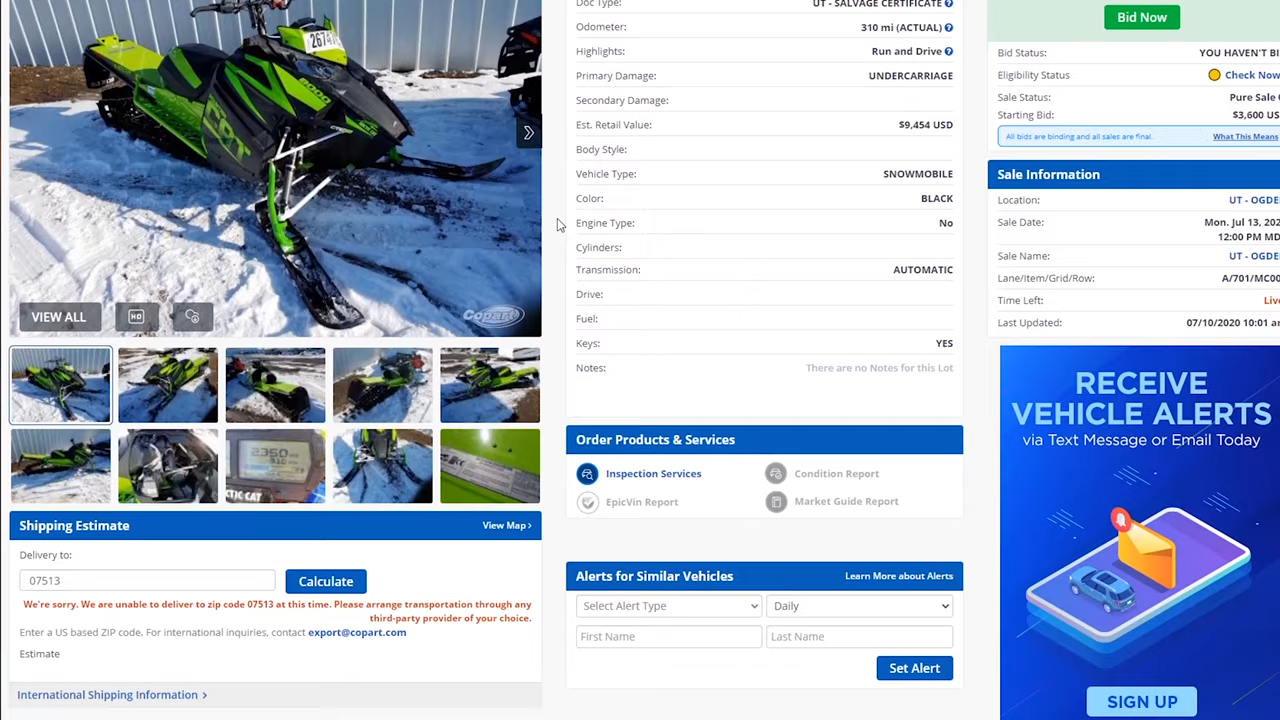 Doc Type: UT - SALVAGE CERTIFICATE
Odometer: 310 mi (ACTUAL)
Highlights: Run and Drive
Primary Damage: UNDERCARRIAGE
Secondary Damage:
Est. Retail Value: $9,454 USD
Body Style:
Vehicle Type: SNOWMOBILE
Color: BLACK
Engine Type: No
Cylinders:
Transmission: AUTOMATIC
Drive:
Fuel:
Keys: YES
Notes: There are no Notes for this Lot
Bid Now
Bid Status: YOU HAVEN'T BI
Eligibility Status Check Now
Sale Status: Pure Sale
Starting Bid: $3,600 US
All bids are binding and all sales are final. What This Means
Sale Information
Location: UT - OGDE
Sale Date: Mon. Jul 13, 202
12:00 PM MD
Sale Name: UT - OGDE
Lane/Item/Grid/Row: A/701/MC00
Time Left: Live
Last Updated: 07/10/2020 10:01 am
VIEW ALL
HD
Copart
2350
CTIC CAT
Shipping Estimate View Map
Delivery to:
07513 Calculate
We're sorry. We are unable to deliver to zip code 07513 at this time. Please arrange transportation through any
third-party provider of your choice.
Enter a US based ZIP code. For international inquiries, contact export@copart.com
Estimate
International Shipping Information
Order Products & Services
Inspection Services Condition Report
EpicVin Report Market Guide Report
Alerts for Similar Vehicles Learn More about Alerts
Select Alert Type Daily
First Name Last Name
Set Alert
RECEIVE
VEHICLE ALERTS
via Text Message or Email Today
SIGN UP